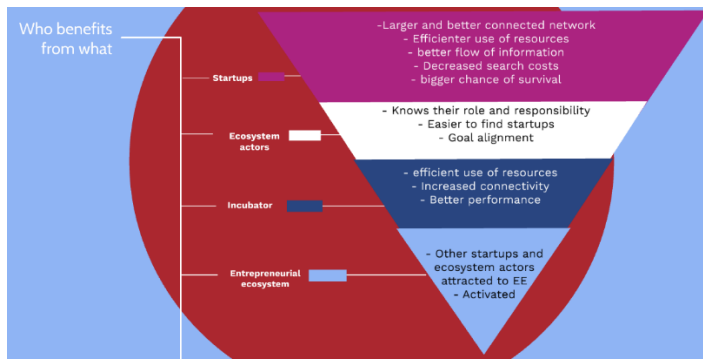 Who benefits
from what
-Larger and better connected network
- Efficienter use of resources
- better flow of information
- Decreased search costs
- bigger chance of survival
Startups
- Knows their role and responsibility
- Easier to find startups
- Goal alignment
Ecosystem
actors
- efficient use of resources
- Increased connectivity
- Better performance
Incubator
- Other startups and
ecosystem actors
attracted to EE
- Activated
Entrepreneurial
ecosystem